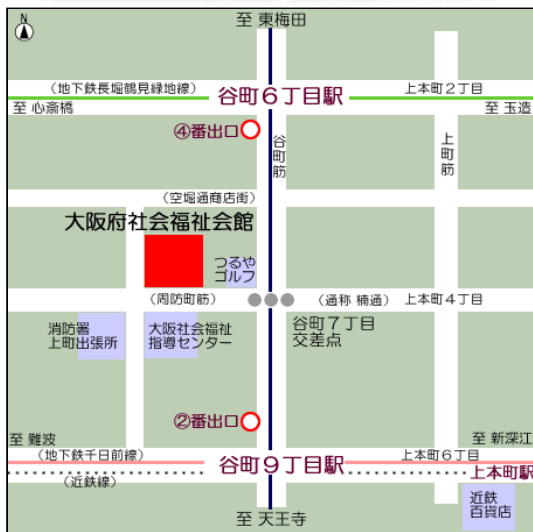 N
至 東梅田
(地下鉄長堀鶴見緑地線)
谷町6丁目駅
上本町2丁目
至 心斎橋
至 玉造
④番出口
谷町筋
上町筋
(空堀通商店街)
大阪府社会福祉会館
つるや
ゴルフ
(周防町筋)
(通称 楠通)
上本町4丁目
消防署
上町出張所
大阪社会福祉
指導センター
谷町7丁目
交差点
②番出口
至 難波
至 新深江
(地下鉄千日前線)
上本町6丁目
谷町9丁目駅
上本町駅
(近鉄線)
近鉄
百貨店
至 天王寺